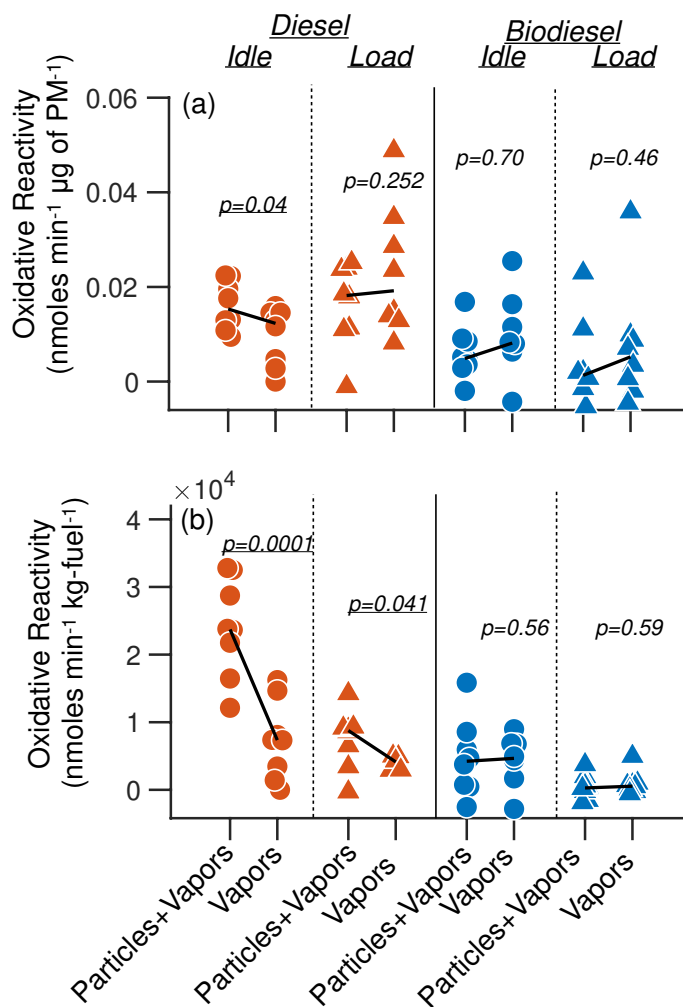 Diesel
Biodiesel
Idle
Load
Idle
Load
(a)
Oxidative Reactivity
(nmoles min-1 µg of PM-1)
0.06
0.04
0.02
0
p=0.04
p=0.252
p=0.70
p=0.46
×10⁴
(b)
Oxidative Reactivity
(nmoles min-1 kg-fuel-1)
4
3
2
1
0
p=0.0001
p=0.041
p=0.56
p=0.59
Particles+Vapors
Vapors
Particles+Vapors
Vapors
Particles+Vapors
Vapors
Particles+Vapors
Vapors